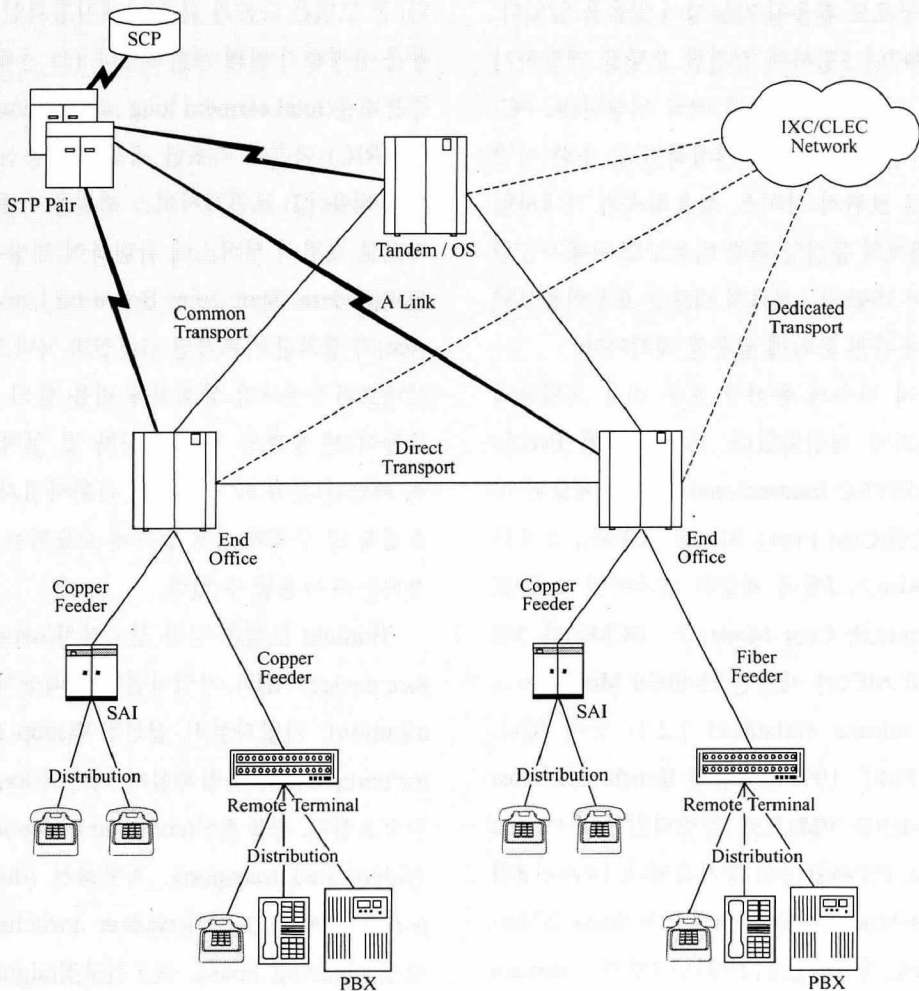 SCP
IXC/CLEC
Network
STP Pair
Tandem / OS
Common
Transport
A Link
Dedicated
Transport
Direct
Transport
End
Office
End
Office
Copper
Feeder
Copper
Feeder
Copper
Feeder
Fiber
Feeder
SAI
SAI
Distribution
Remote Terminal
Distribution
Remote Terminal
Distribution
Distribution
PBX
PBX